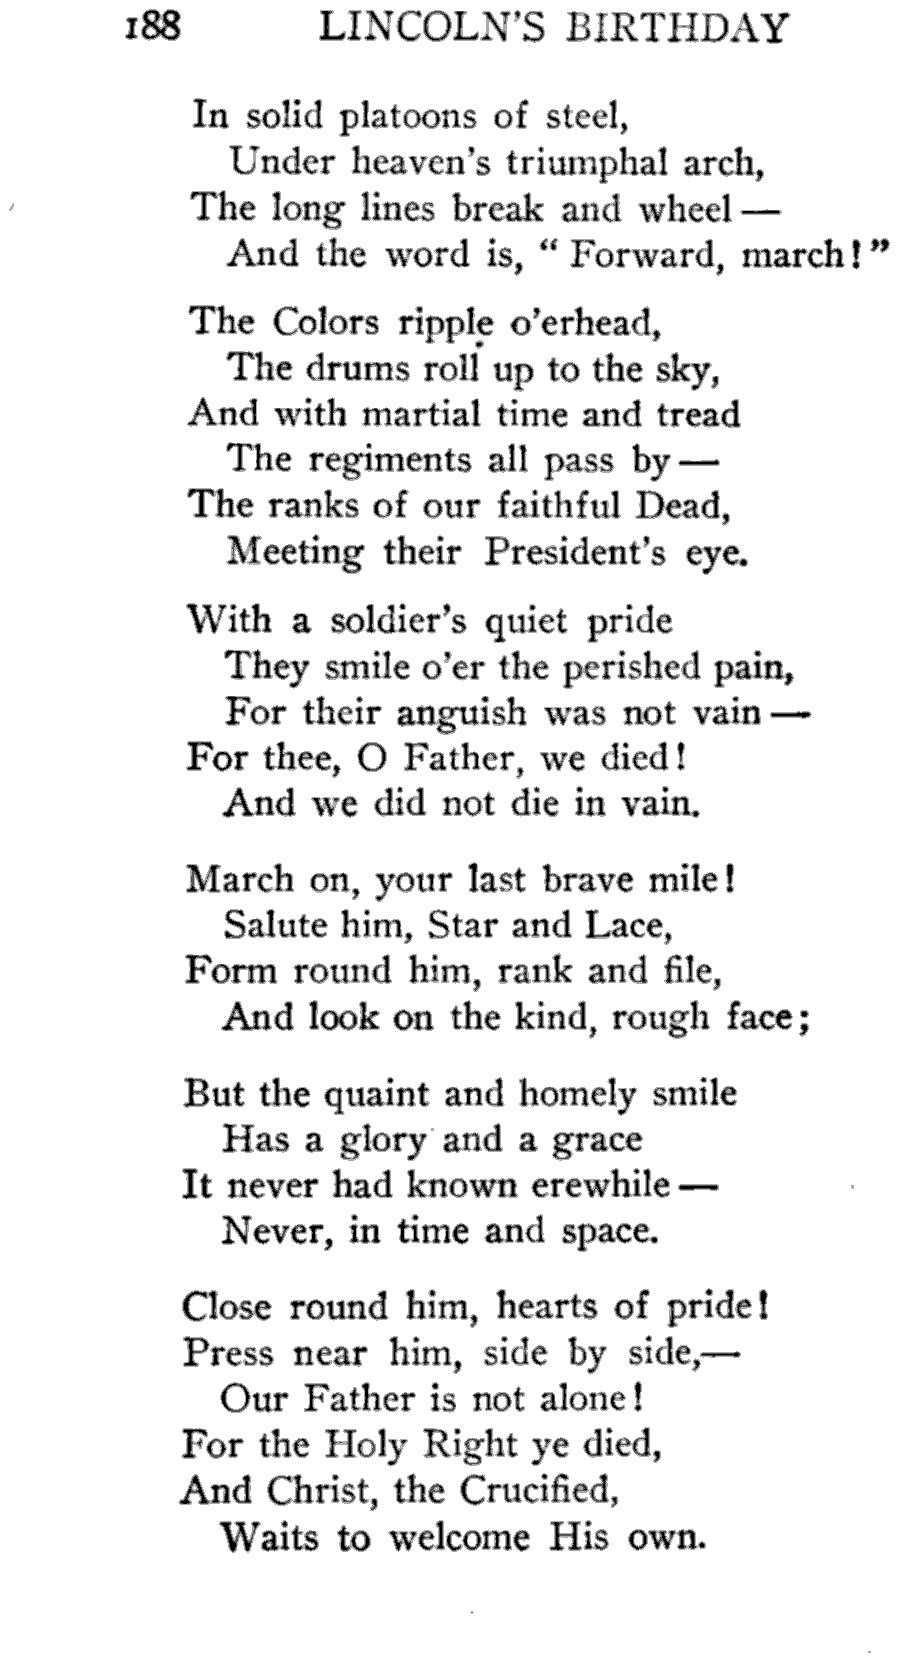 188 LINCOLN'S BIRTHDAY
In solid platoons of steel,
Under heaven's triumphal arch,
The long lines break and wheel —
And the word is, “ Forward, march! ”
The Colors ripple o'erhead,
The drums roll up to the sky,
And with martial time and tread
The regiments all pass by —
The ranks of our faithful Dead,
Meeting their President's eye.
With a soldier's quiet pride
They smile o'er the perished pain,
For their anguish was not vain —
For thee, O Father, we died!
And we did not die in vain.
March on, your last brave mile!
Salute him, Star and Lace,
Form round him, rank and file,
And look on the kind, rough face;
But the quaint and homely smile
Has a glory and a grace
It never had known erewhile —
Never, in time and space.
Close round him, hearts of pride!
Press near him, side by side,—
Our Father is not alone!
For the Holy Right ye died,
And Christ, the Crucified,
Waits to welcome His own.